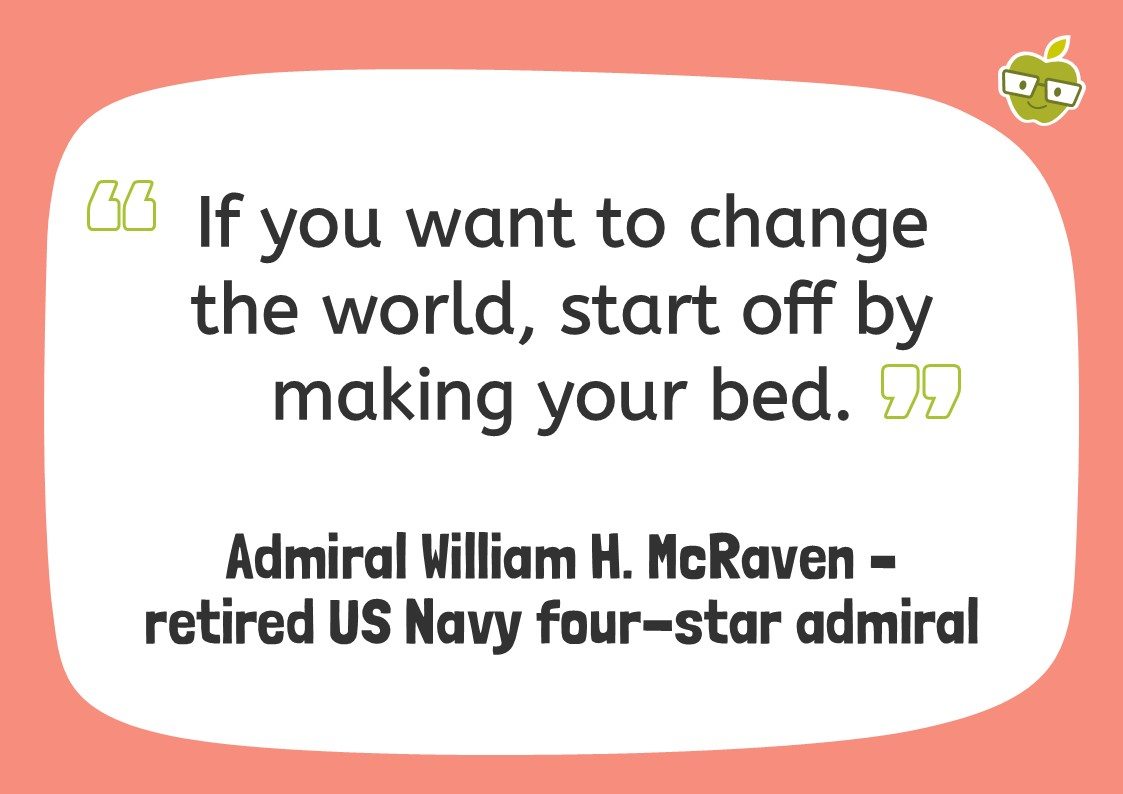 “ If you want to change
the world, start off by
making your bed. ”
Admiral William H. McRaven –
retired US Navy four-star admiral